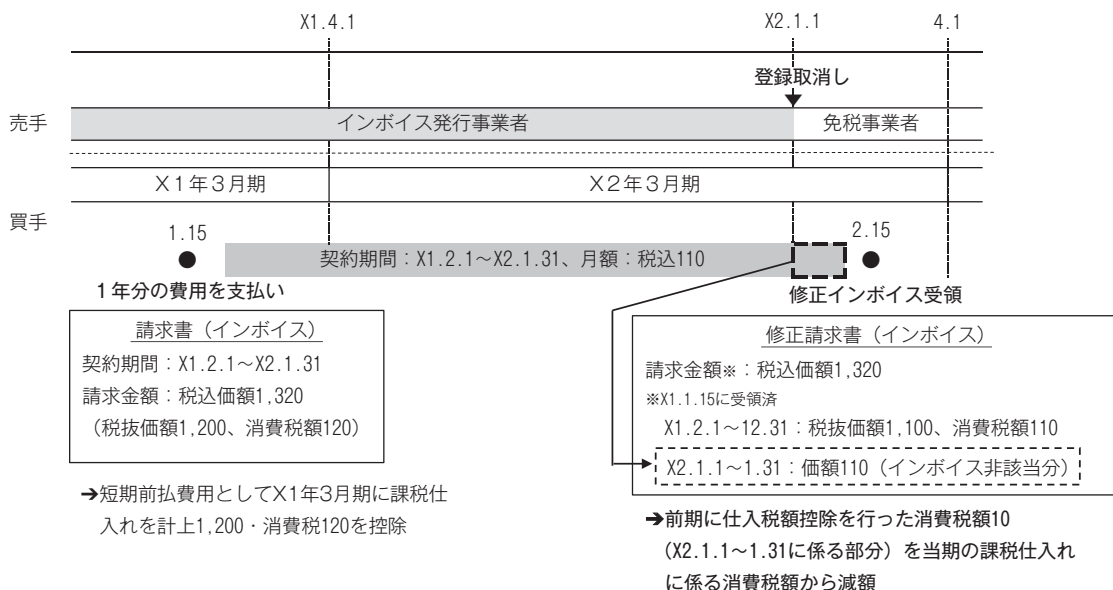 X1.4.1
X2.1.1
4.1
登録取消し
売手
インボイス発行事業者
免税事業者
X1年3月期
X2年3月期
買手
1.15
契約期間：X1.2.1～X2.1.31、月額：税込110
2.15
1年分の費用を支払い
修正インボイス受領
請求書（インボイス）
契約期間：X1.2.1～X2.1.31
請求金額：税込価額1,320
（税抜価額1,200、消費税額120）
➔短期前払費用としてX1年3月期に課税仕
入れを計上1,200・消費税120を控除
修正請求書（インボイス）
請求金額※：税込価額1,320
※X1.1.15に受領済
X1.2.1～12.31：税抜価額1,100、消費税額110
X2.1.1～1.31：価額110（インボイス非該当分）
➔前期に仕入税額控除を行った消費税額10
（X2.1.1～1.31に係る部分）を当期の課税仕入れ
に係る消費税額から減額